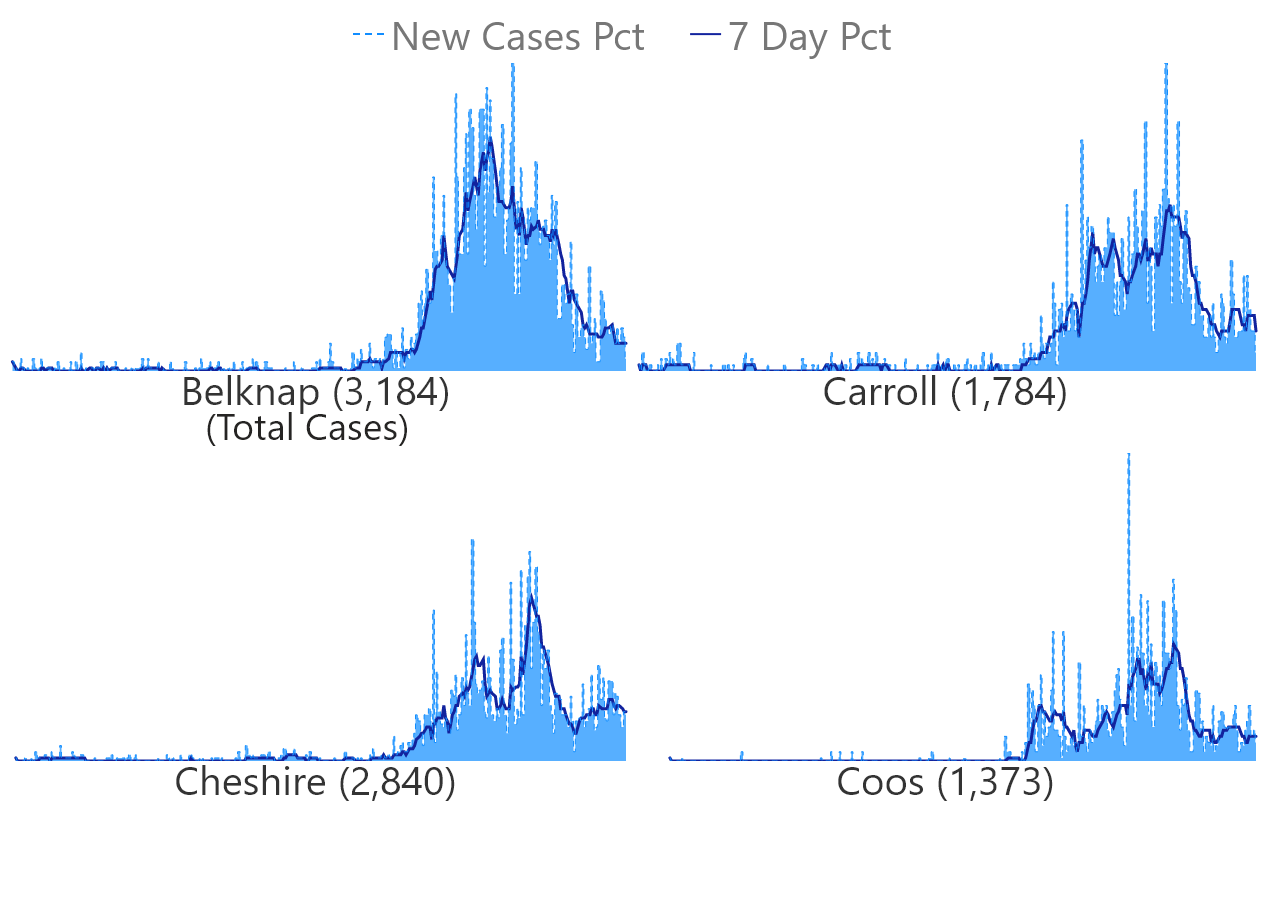 New Cases Pct 7 Day Pct
Belknap (3,184) Carroll (1,784)
(Total Cases)
Cheshire (2,840) Coos (1,373)